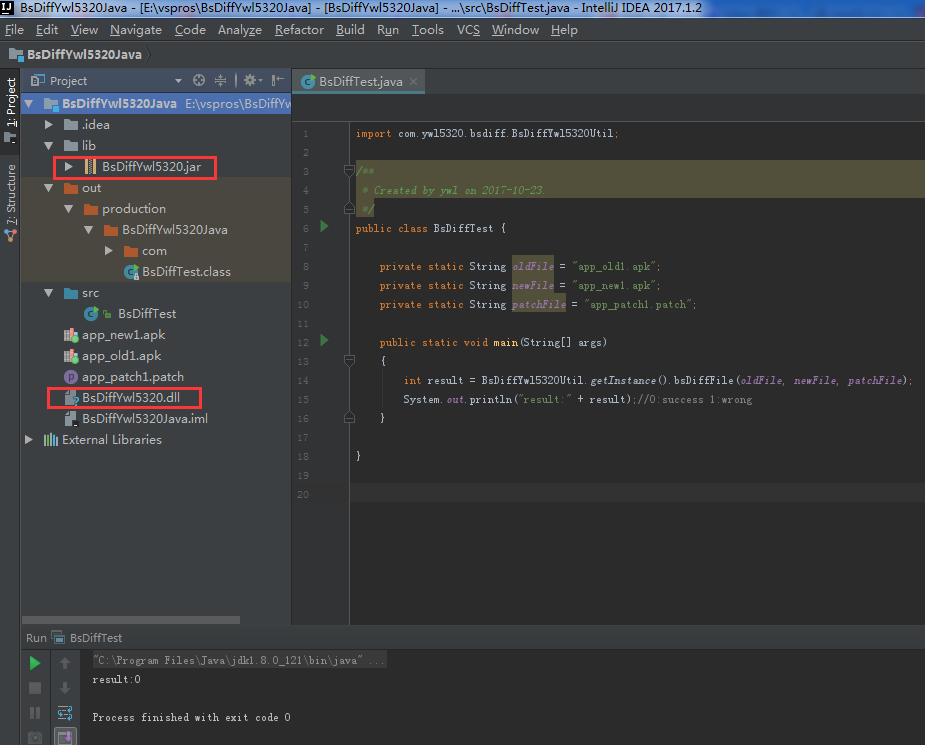 BsDiffYwl5320Java - [E:\vspros\BsDiffYwl5320Java] - [BsDiffYwl5320Java] - ...\src\BsDiffTest.java - IntelliJ IDEA 2017.1.2
File Edit View Navigate Code Analyze Refactor Build Run Tools VCS Window Help
BsDiffYwl5320Java
1: Project
7: Structure
Project
BsDiffYwl5320Java E:\vspros\BsDiffYw
.idea
lib
BsDiffYwl5320.jar
out
production
BsDiffYwl5320Java
com
BsDiffTest.class
src
BsDiffTest
app_new1.apk
app_old1.apk
app_patch1.patch
BsDiffYwl5320.dll
BsDiffYwl5320Java.iml
External Libraries
BsDiffTest.java
1 import com.ywl5320.bsdiff.BsDiffYwl5320Util;
2
3 /**
4 * Created by ywl on 2017-10-23.
5 */
6 public class BsDiffTest {
7
8 private static String oldFile = "app_old1.apk";
9 private static String newFile = "app_new1.apk";
10 private static String patchFile = "app_patch1.patch";
11
12 public static void main(String[] args)
13 {
14 int result = BsDiffYwl5320Util.getInstance().bsDiffFile(oldFile, newFile, patchFile);
15 System.out.println("result:" + result);//0:success 1:wrong
16 }
17
18 }
19
20
Run BsDiffTest
"C:\Program Files\Java\jdk1.8.0_121\bin\java" ...
result:0
Process finished with exit code 0